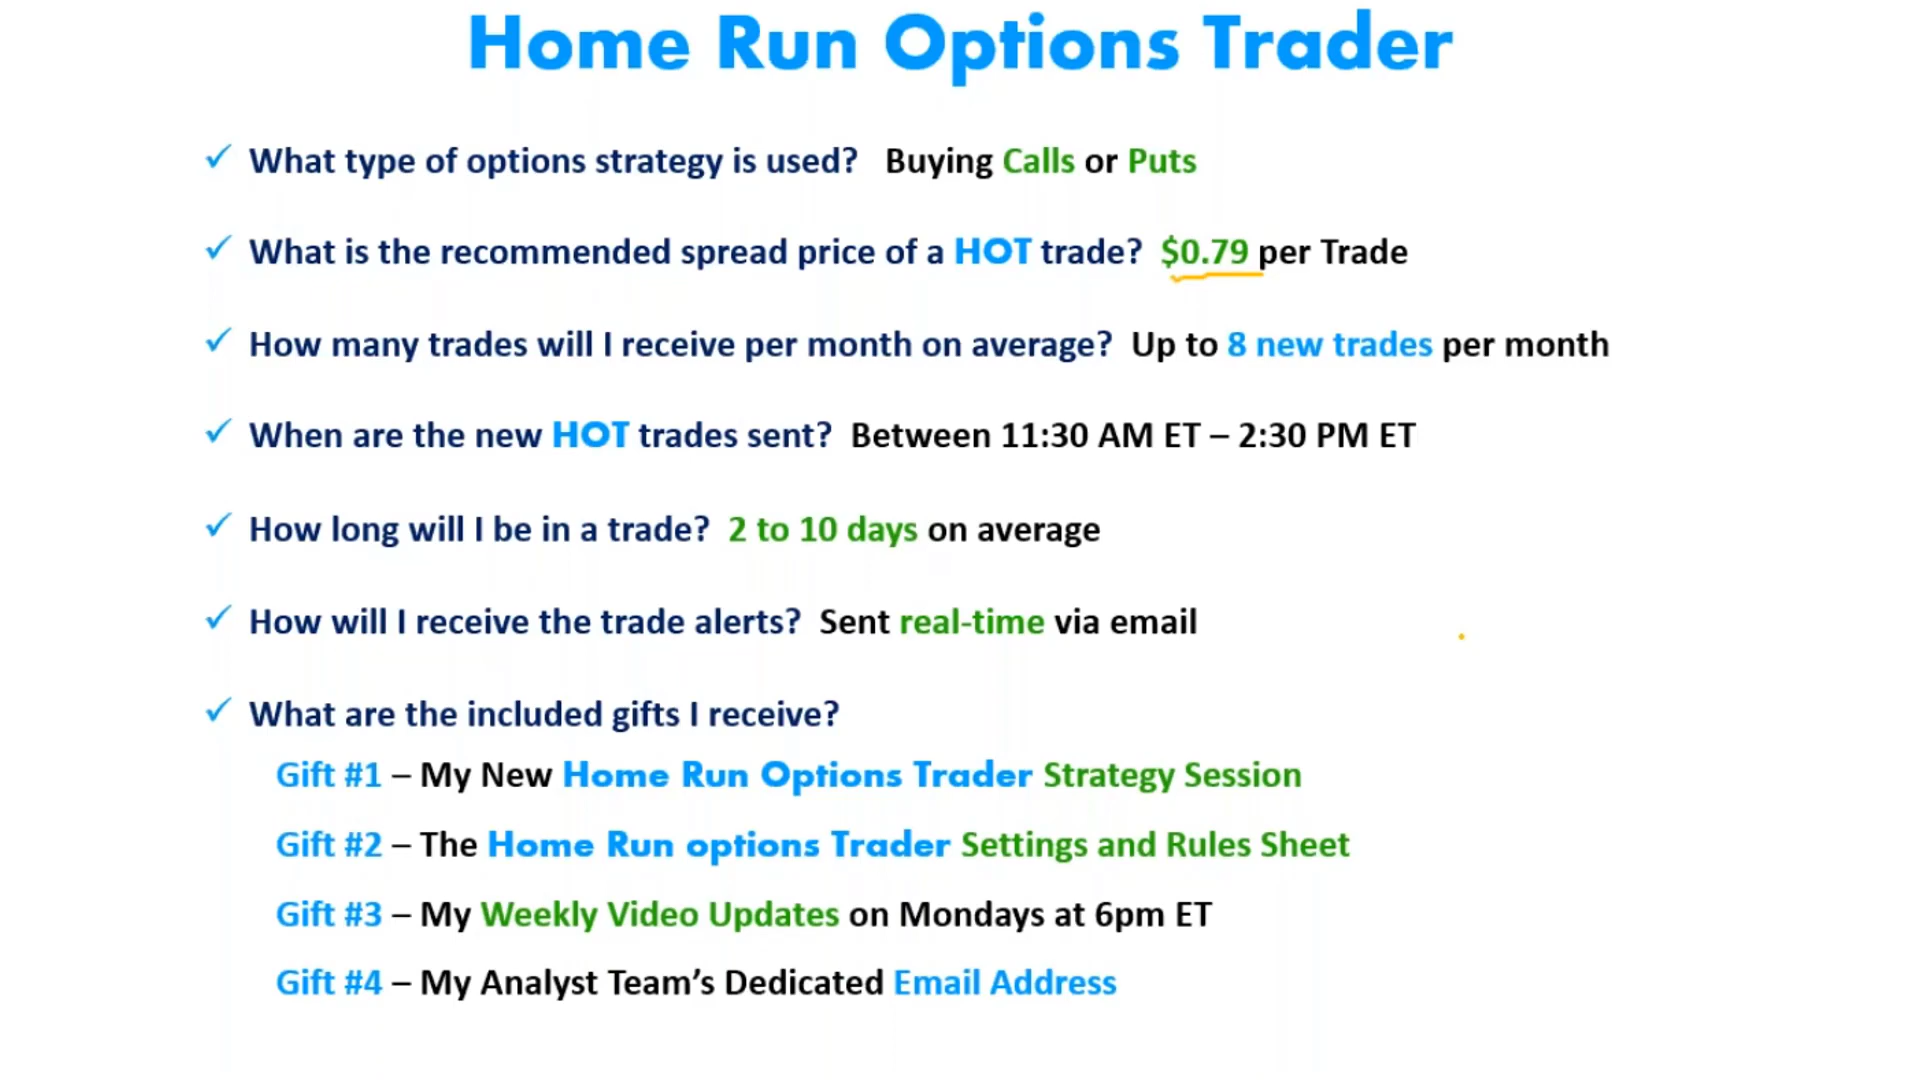 Home Run Options Trader
✓ What type of options strategy is used? Buying Calls or Puts
✓ What is the recommended spread price of a HOT trade? $0.79 per Trade
✓ How many trades will I receive per month on average? Up to 8 new trades per month
✓ When are the new HOT trades sent? Between 11:30 AM ET – 2:30 PM ET
✓ How long will I be in a trade? 2 to 10 days on average
✓ How will I receive the trade alerts? Sent real-time via email
✓ What are the included gifts I receive?
Gift #1 – My New Home Run Options Trader Strategy Session
Gift #2 – The Home Run options Trader Settings and Rules Sheet
Gift #3 – My Weekly Video Updates on Mondays at 6pm ET
Gift #4 – My Analyst Team’s Dedicated Email Address